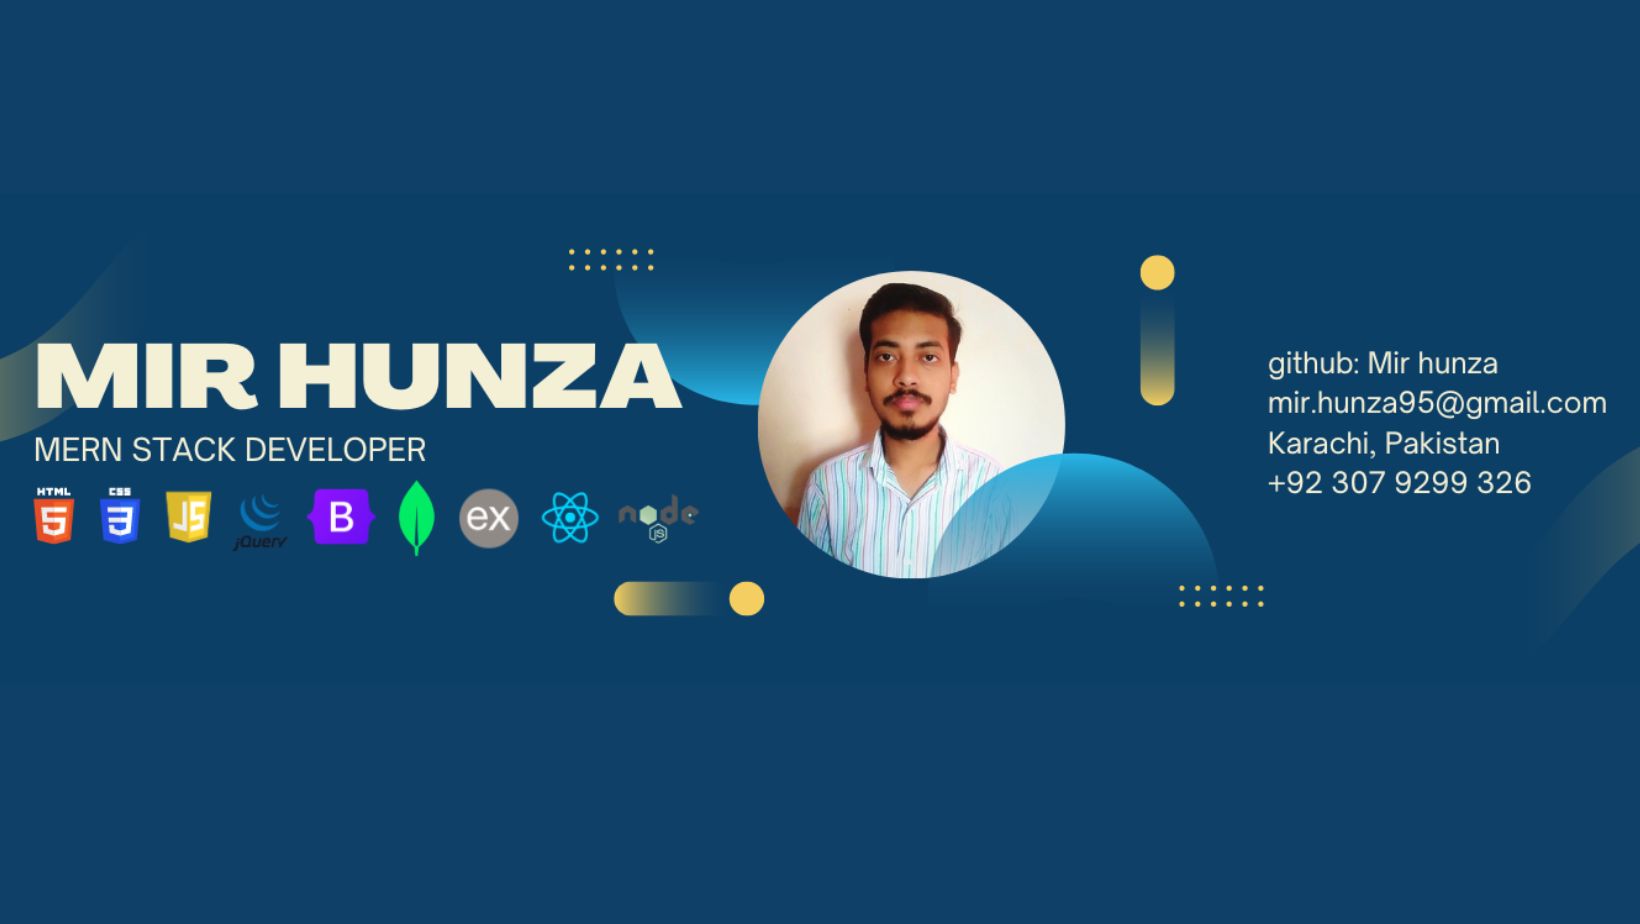 MIR HUNZA
MERN STACK DEVELOPER
HTML
5
CSS
3
JS
jQuery
B
ex
node
JS
github: Mir hunza
mir.hunza95@gmail.com
Karachi, Pakistan
+92 307 9299 326